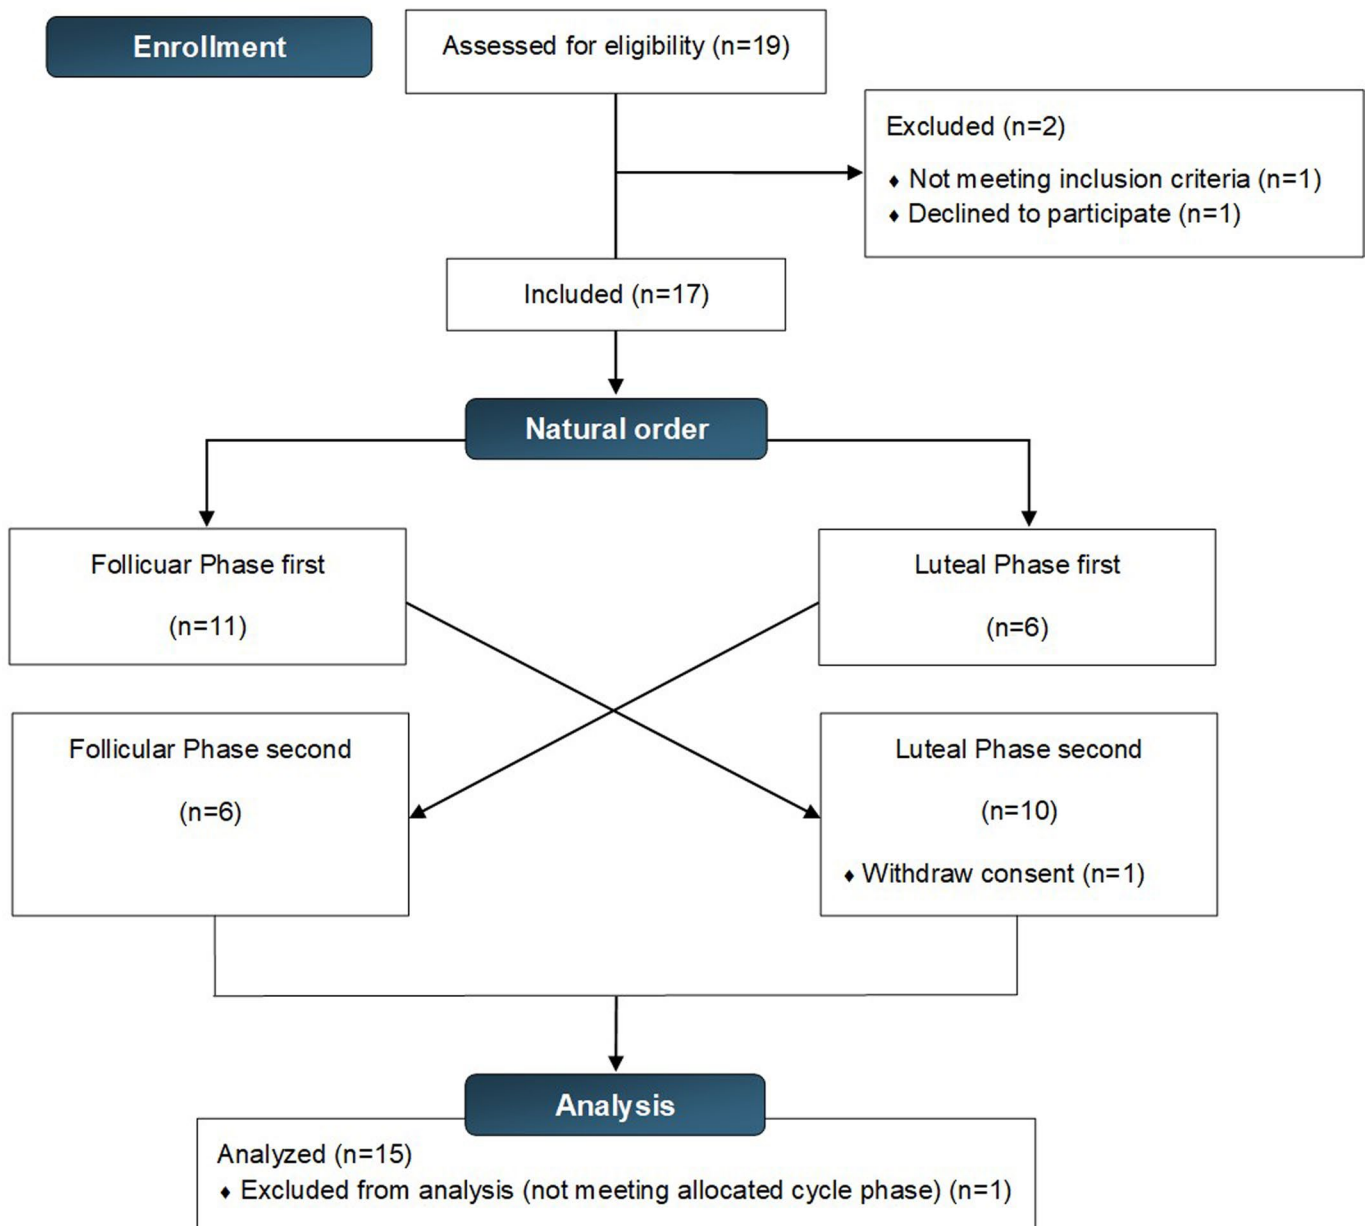 Enrollment
Assessed for eligibility (n=19)
Excluded (n=2)
♦ Not meeting inclusion criteria (n=1)
♦ Declined to participate (n=1)
Included (n=17)
Natural order
Follicuar Phase first
(n=11)
Luteal Phase first
(n=6)
Follicular Phase second
(n=6)
Luteal Phase second
(n=10)
♦ Withdraw consent (n=1)
Analysis
Analyzed (n=15)
♦ Excluded from analysis (not meeting allocated cycle phase) (n=1)